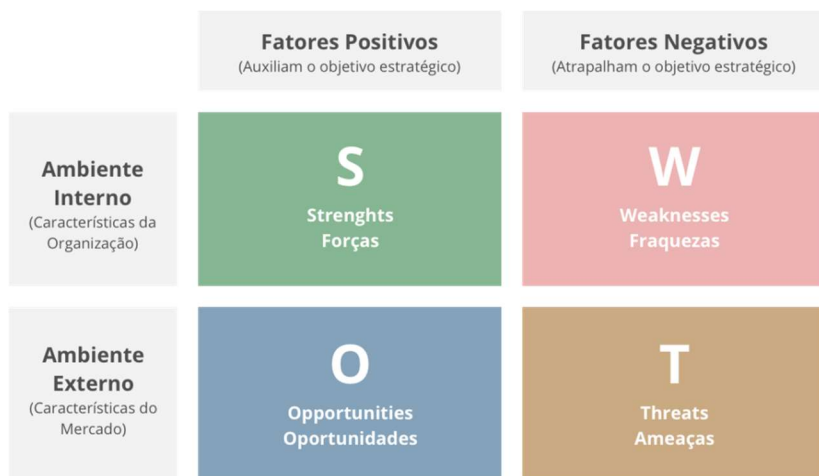 Fatores Positivos
(Auxiliam o objetivo estratégico)
Fatores Negativos
(Atrapalham o objetivo estratégico)
Ambiente
Interno
(Características da
Organização)
S
Strenghts
Forças
W
Weaknesses
Fraquezas
Ambiente
Externo
(Características do
Mercado)
O
Opportunities
Oportunidades
T
Threats
Ameaças